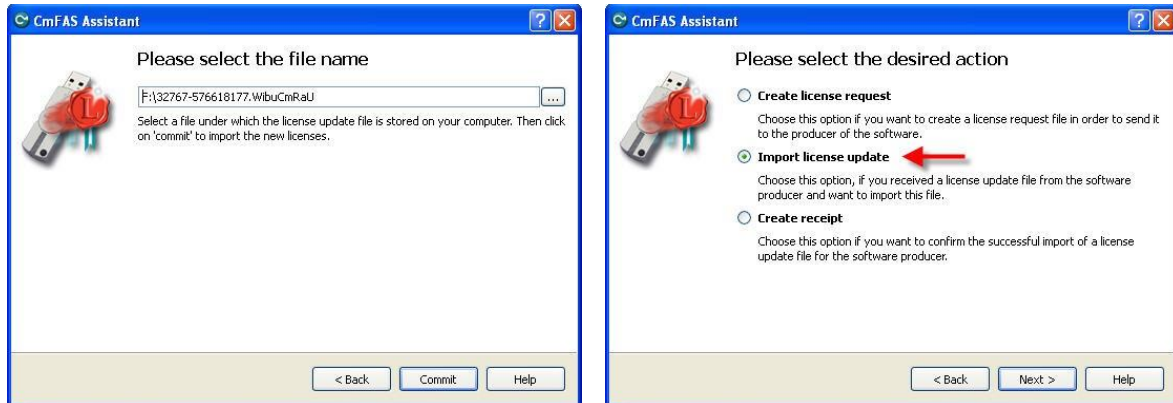 CmFAS Assistant
Please select the file name
F:\32767-576618177.WibuCmRaU
...
Select a file under which the license update file is stored on your computer. Then click
on 'commit' to import the new licenses.
< Back
Commit
Help
CmFAS Assistant
Please select the desired action
Create license request
Choose this option if you want to create a license request file in order to send it
to the producer of the software.
Import license update
Choose this option, if you received a license update file from the software
producer and want to import this file.
Create receipt
Choose this option if you want to confirm the successful import of a license
update file for the software producer.
< Back
Next >
Help